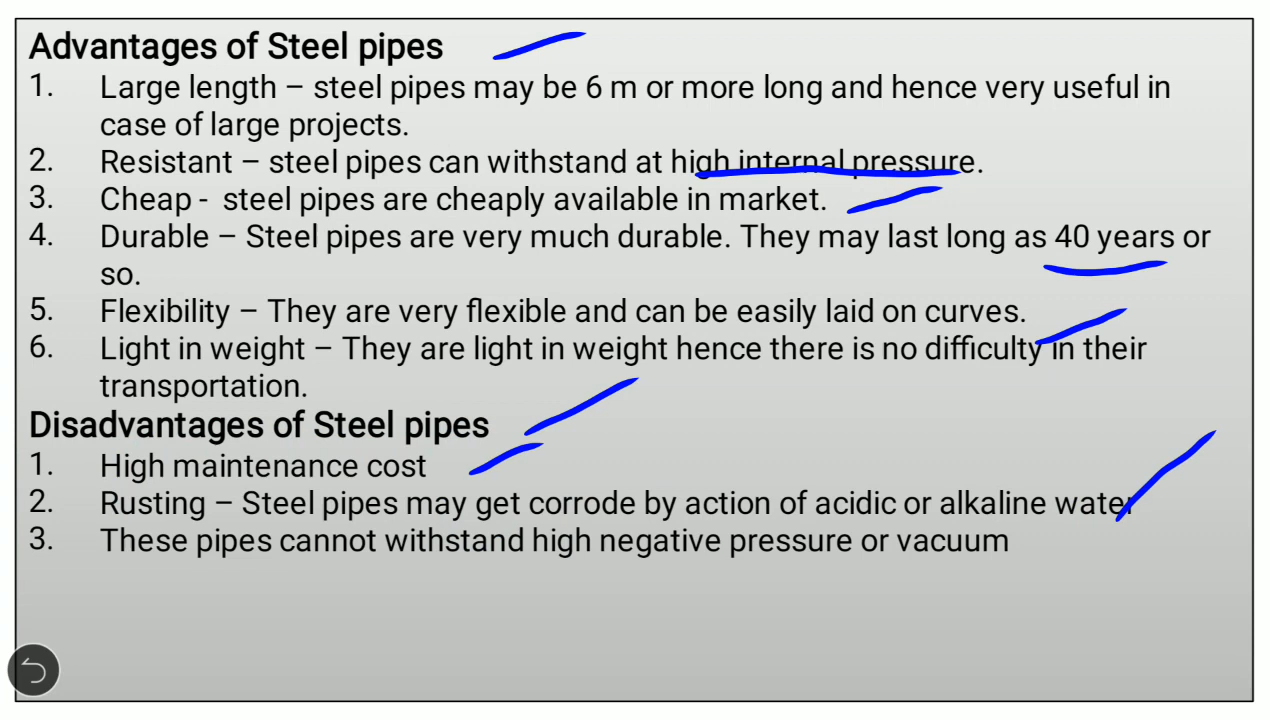 Advantages of Steel pipes
1. Large length – steel pipes may be 6 m or more long and hence very useful in
case of large projects.
2. Resistant – steel pipes can withstand at high internal pressure.
3. Cheap - steel pipes are cheaply available in market.
4. Durable – Steel pipes are very much durable. They may last long as 40 years or
so.
5. Flexibility – They are very flexible and can be easily laid on curves.
6. Light in weight – They are light in weight hence there is no difficulty in their
transportation.
Disadvantages of Steel pipes
1. High maintenance cost
2. Rusting – Steel pipes may get corrode by action of acidic or alkaline water
3. These pipes cannot withstand high negative pressure or vacuum